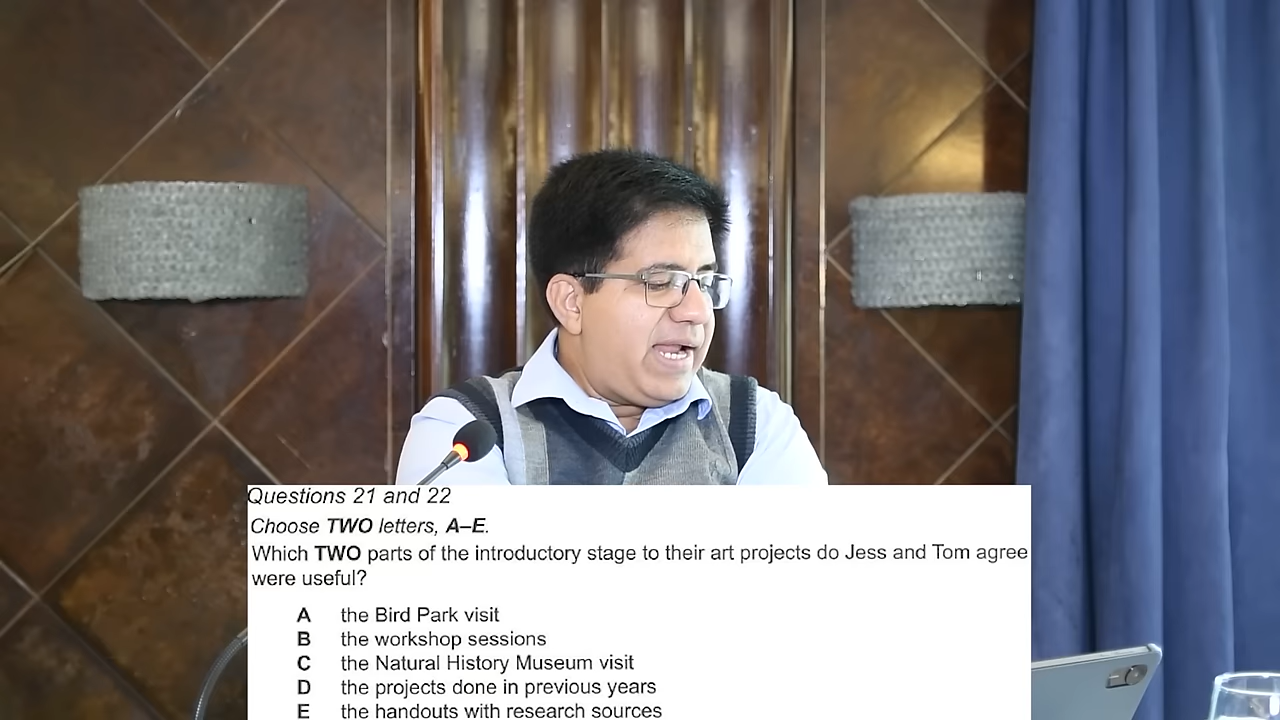 Questions 21 and 22
Choose TWO letters, A–E.
Which TWO parts of the introductory stage to their art projects do Jess and Tom agree
were useful?
A the Bird Park visit
B the workshop sessions
C the Natural History Museum visit
D the projects done in previous years
E the handouts with research sources